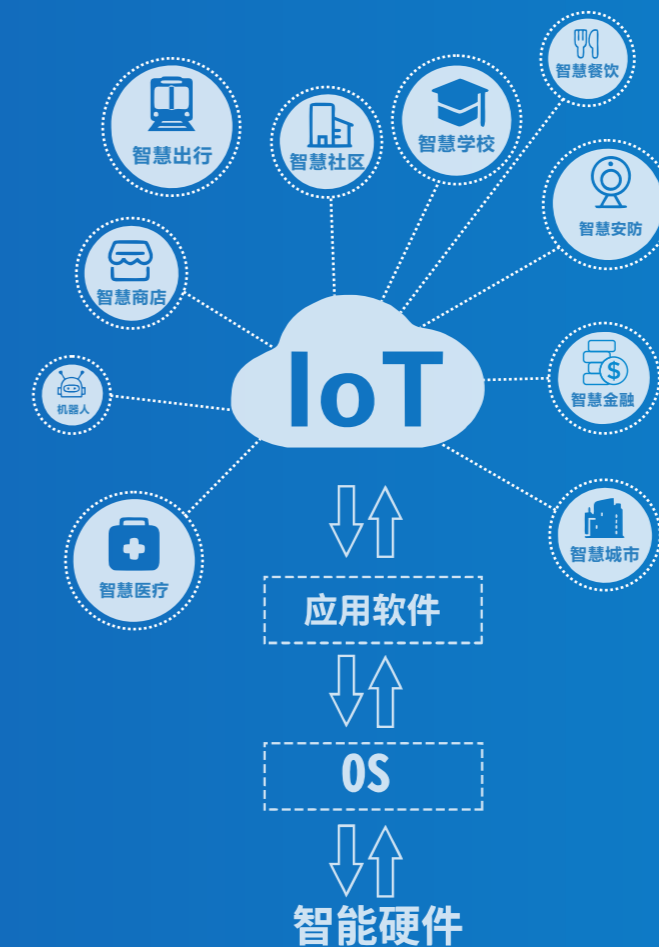 智慧餐饮
智慧出行
智慧社区
智慧学校
智慧安防
智慧商店
IoT
机器人
智慧金融
$
智慧医疗
智慧城市
应用软件
OS
智能硬件